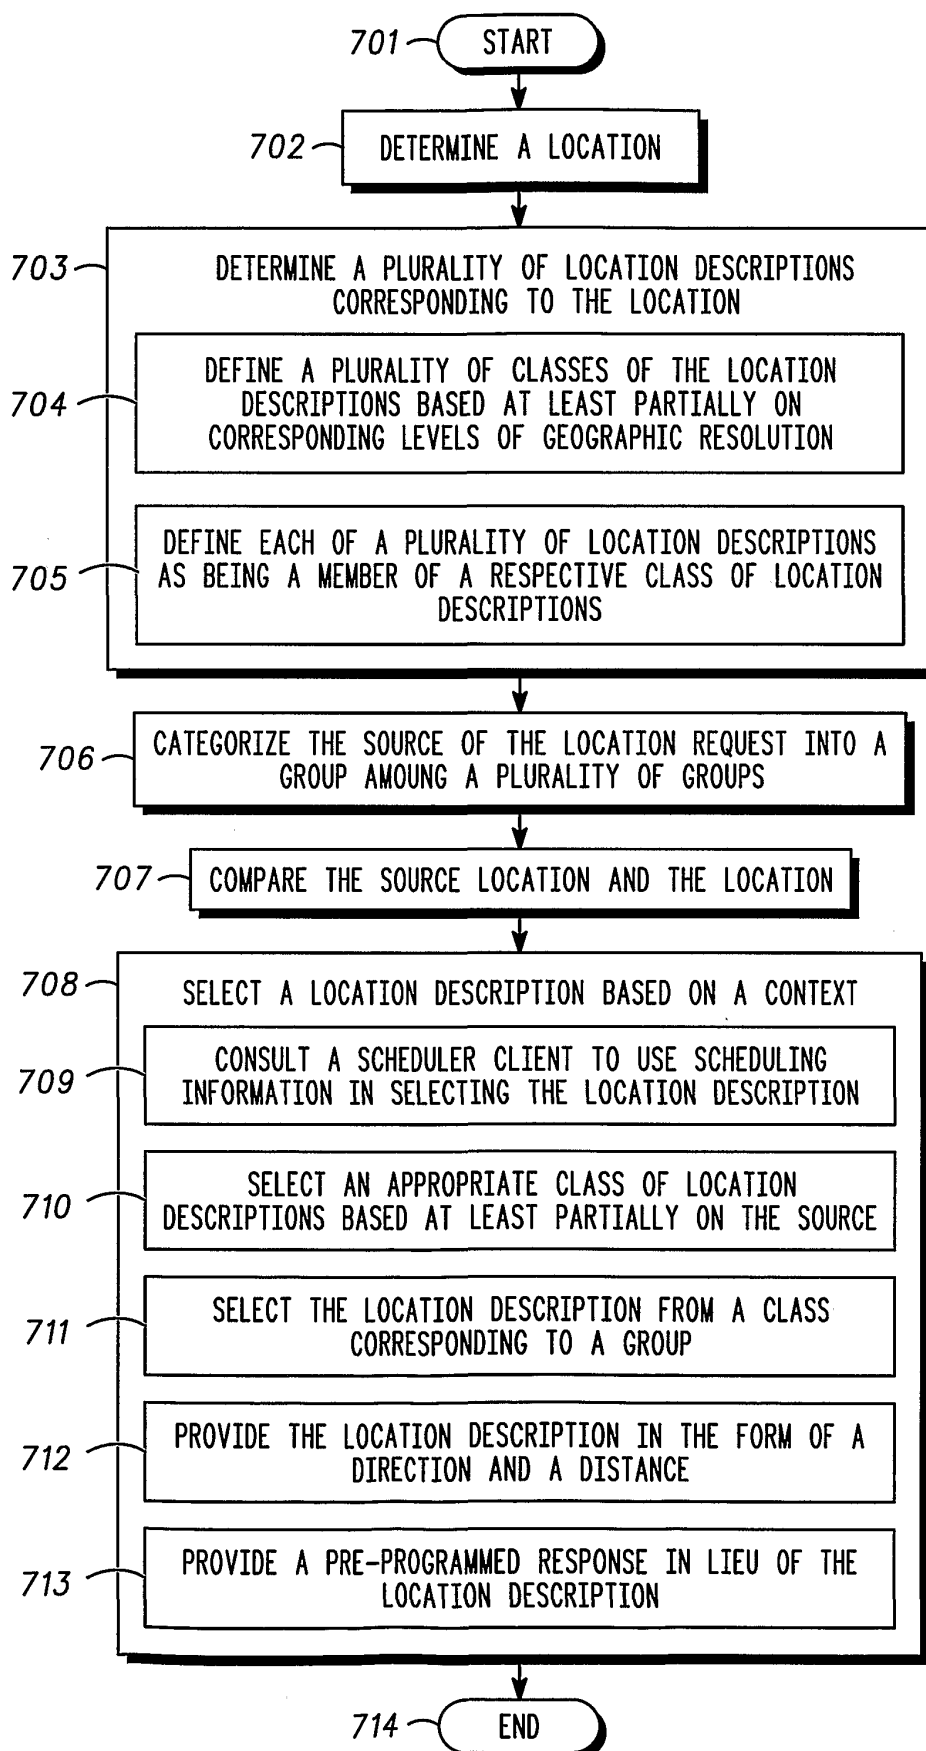 701
START
702
DETERMINE A LOCATION
703
DETERMINE A PLURALITY OF LOCATION DESCRIPTIONS
CORRESPONDING TO THE LOCATION
704
DEFINE A PLURALITY OF CLASSES OF THE LOCATION
DESCRIPTIONS BASED AT LEAST PARTIALLY ON
CORRESPONDING LEVELS OF GEOGRAPHIC RESOLUTION
705
DEFINE EACH OF A PLURALITY OF LOCATION DESCRIPTIONS
AS BEING A MEMBER OF A RESPECTIVE CLASS OF LOCATION
DESCRIPTIONS
706
CATEGORIZE THE SOURCE OF THE LOCATION REQUEST INTO A
GROUP AMOUNG A PLURALITY OF GROUPS
707
COMPARE THE SOURCE LOCATION AND THE LOCATION
708
SELECT A LOCATION DESCRIPTION BASED ON A CONTEXT
709
CONSULT A SCHEDULER CLIENT TO USE SCHEDULING
INFORMATION IN SELECTING THE LOCATION DESCRIPTION
710
SELECT AN APPROPRIATE CLASS OF LOCATION
DESCRIPTIONS BASED AT LEAST PARTIALLY ON THE SOURCE
711
SELECT THE LOCATION DESCRIPTION FROM A CLASS
CORRESPONDING TO A GROUP
712
PROVIDE THE LOCATION DESCRIPTION IN THE FORM OF A
DIRECTION AND A DISTANCE
713
PROVIDE A PRE-PROGRAMMED RESPONSE IN LIEU OF THE
LOCATION DESCRIPTION
714
END